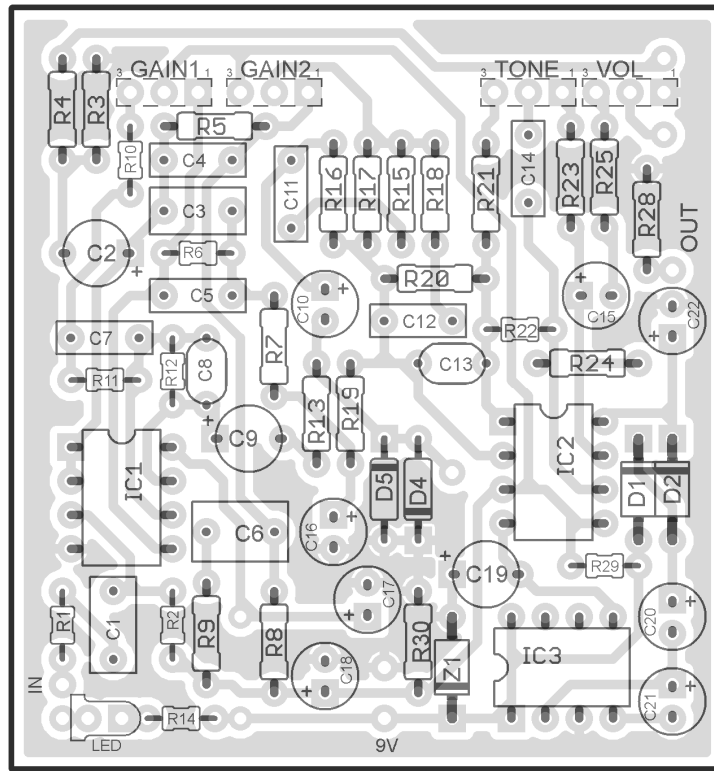 GAIN1 GAIN2 TONE VOL
3 1 3 1 3 1 3 1
R4 R3 R5
R10 C4 C11 R16 R17 R15 R18 R21 C14 R23 R25
C3 R28
C2 + R6 OUT
C5 C10 + R20 C15 + C22 +
C7 R7 C12 R22
R12 C8 C13 R24
R11 R13 R19
+ C9
IC1 D5 D4 IC2 D1 D2
C6 C16 +
C19 + R29
R1 C1 R2 R9 R8 C17 + R30 C20 +
Z1 IC3
IN C18 + C21 +
LED R14 9V